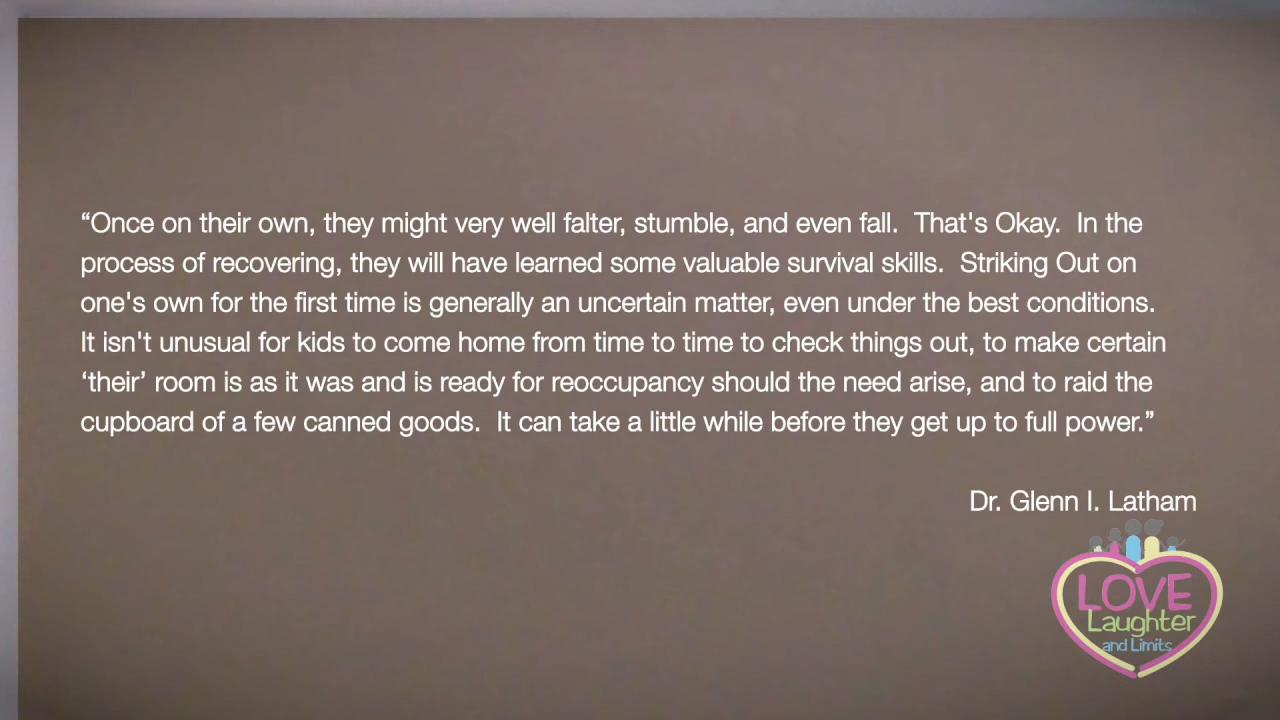 “Once on their own, they might very well falter, stumble, and even fall.  That's Okay.  In the
process of recovering, they will have learned some valuable survival skills.  Striking Out on
one's own for the first time is generally an uncertain matter, even under the best conditions.
It isn't unusual for kids to come home from time to time to check things out, to make certain
‘their’ room is as it was and is ready for reoccupancy should the need arise, and to raid the
cupboard of a few canned goods.  It can take a little while before they get up to full power.”
Dr. Glenn I. Latham
LOVE
Laughter
and Limits